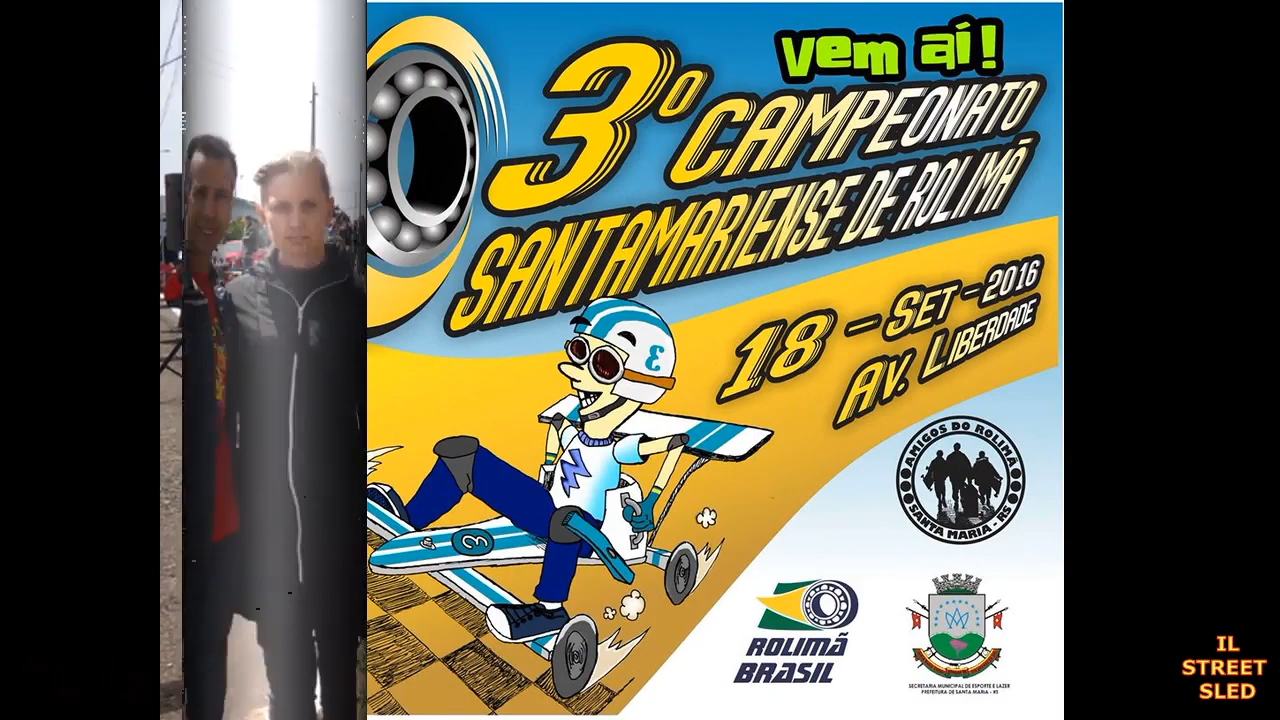 Vem aí!
3º CAMPEONATO
SANTAMARIENSE DE ROLIMÃ
18 - SET - 2016
AV. LIBERDADE
ε
3
AMIGOS DO ROLIMÃ
SANTA MARIA - RS
ROLIMÃ
BRASIL
SECRETARIA MUNICIPAL DE ESPORTE E LAZER
PREFEITURA DE SANTA MARIA - RS
IL
STREET
SLED